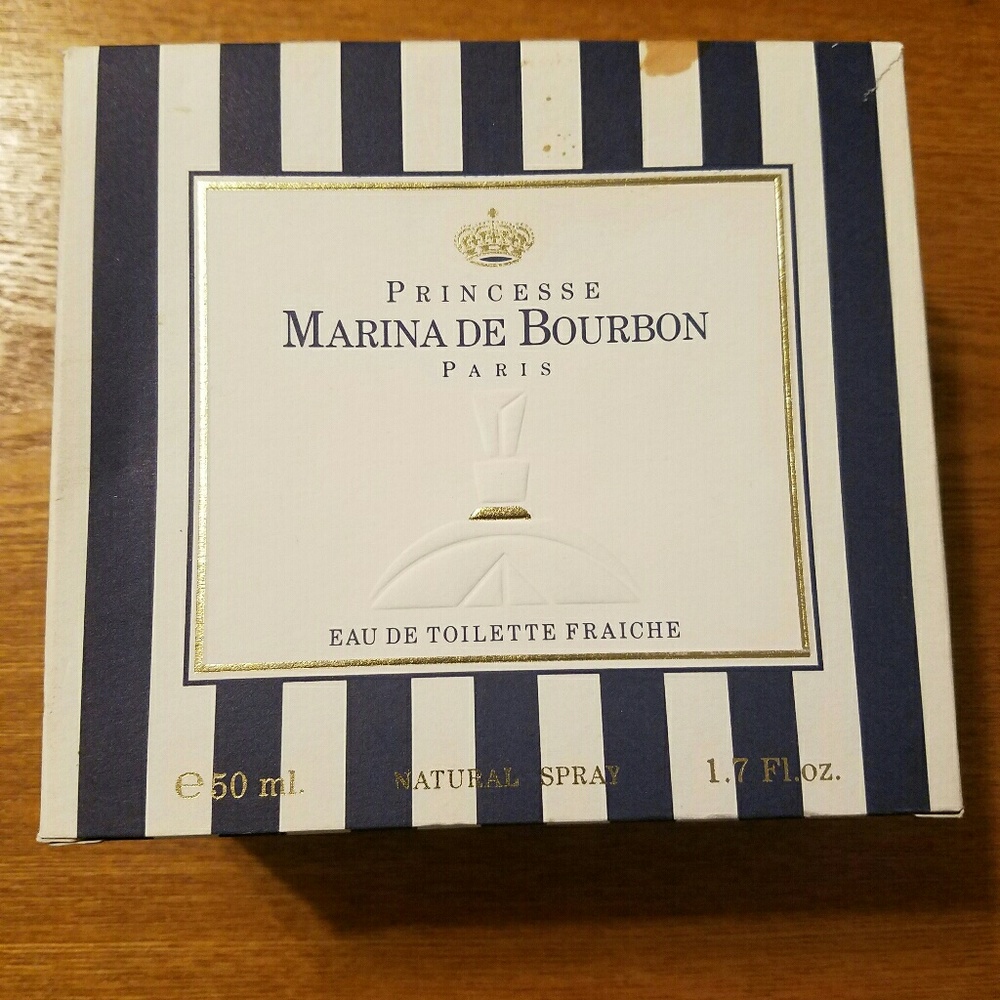 PRINCESSE
MARINA DE BOURBON
PARIS
EAU DE TOILETTE FRAICHE
℮50 ml. NATURAL SPRAY 1.7 Fl.oz.